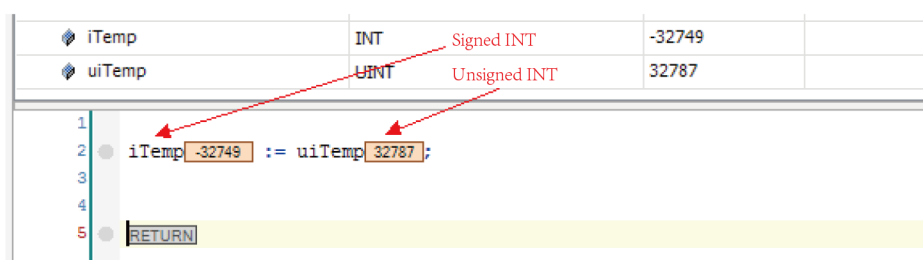 iTemp INT Signed INT -32749
uiTemp UINT Unsigned INT 32787
1
2 iTemp -32749 := uiTemp 32787 ;
3
4
5 RETURN